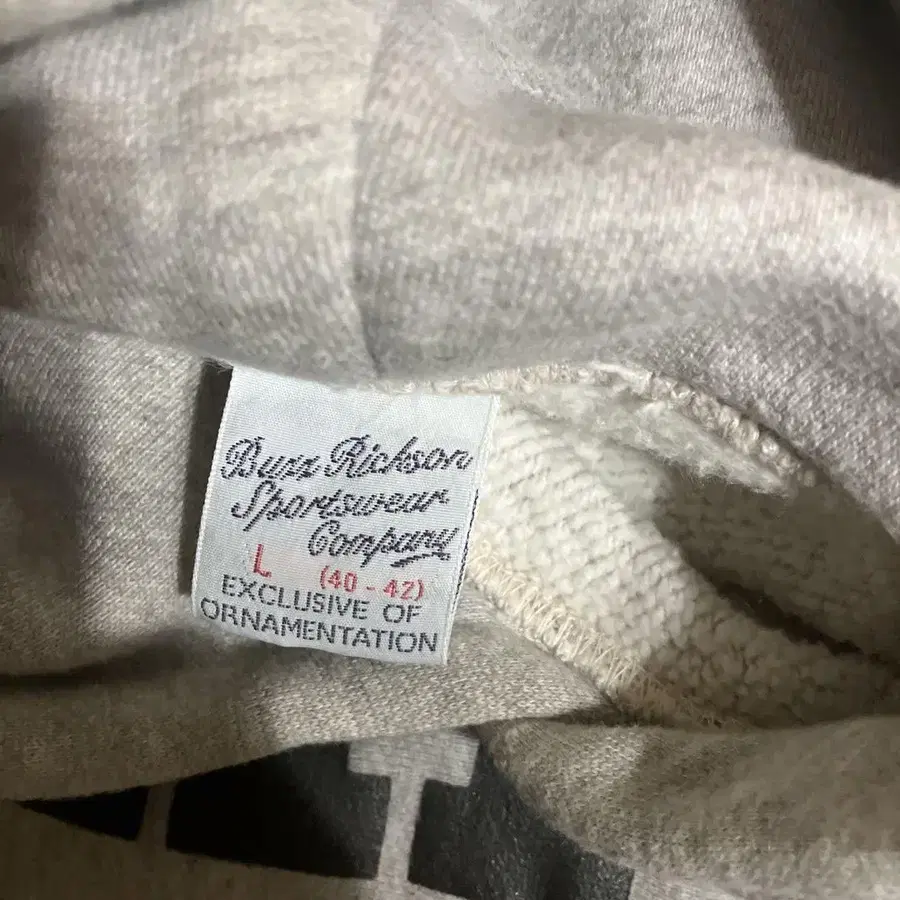 Buzz Rickson
Sportswear
Company
L (40 - 42)
EXCLUSIVE OF
ORNAMENTATION